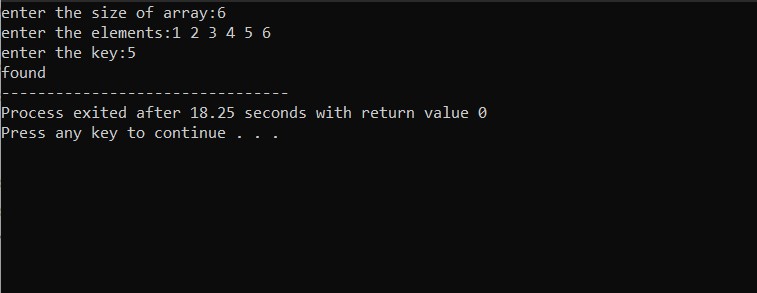 enter the size of array:6
enter the elements:1 2 3 4 5 6
enter the key:5
found
--------------------------------
Process exited after 18.25 seconds with return value 0
Press any key to continue . . .